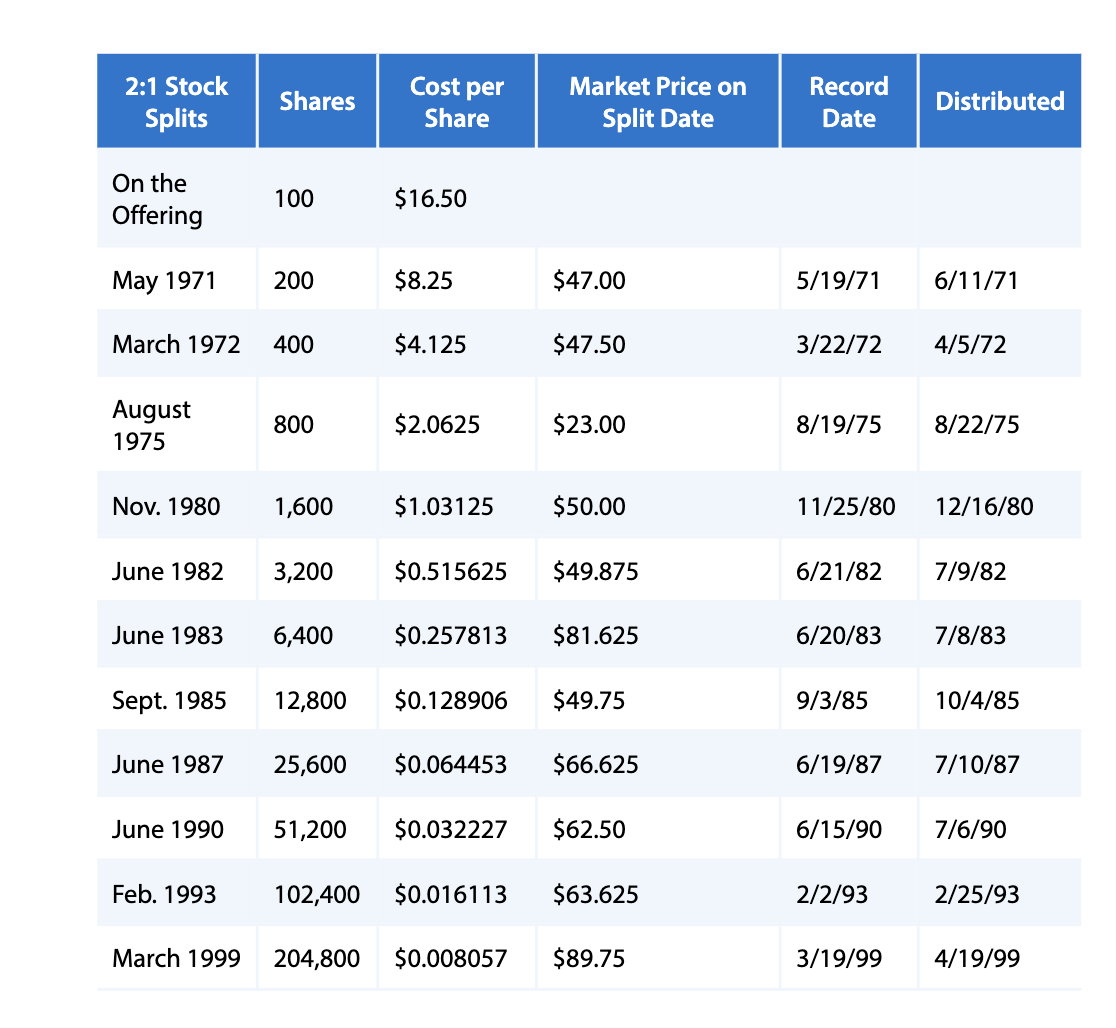 2:1 Stock Splits | Shares | Cost per Share | Market Price on Split Date | Record Date | Distributed
On the Offering | 100 | $16.50
May 1971 | 200 | $8.25 | $47.00 | 5/19/71 | 6/11/71
March 1972 | 400 | $4.125 | $47.50 | 3/22/72 | 4/5/72
August 1975 | 800 | $2.0625 | $23.00 | 8/19/75 | 8/22/75
Nov. 1980 | 1,600 | $1.03125 | $50.00 | 11/25/80 | 12/16/80
June 1982 | 3,200 | $0.515625 | $49.875 | 6/21/82 | 7/9/82
June 1983 | 6,400 | $0.257813 | $81.625 | 6/20/83 | 7/8/83
Sept. 1985 | 12,800 | $0.128906 | $49.75 | 9/3/85 | 10/4/85
June 1987 | 25,600 | $0.064453 | $66.625 | 6/19/87 | 7/10/87
June 1990 | 51,200 | $0.032227 | $62.50 | 6/15/90 | 7/6/90
Feb. 1993 | 102,400 | $0.016113 | $63.625 | 2/2/93 | 2/25/93
March 1999 | 204,800 | $0.008057 | $89.75 | 3/19/99 | 4/19/99